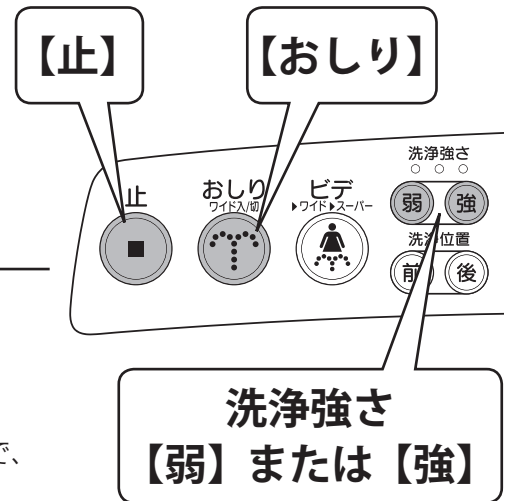 【止】
【おしり】
洗浄強さ
止
おしり
ワイド入/切
ビデ
▶ワイド▶スーパー
弱
強
洗浄位置
前
後
洗浄強さ
【弱】または【強】
で、